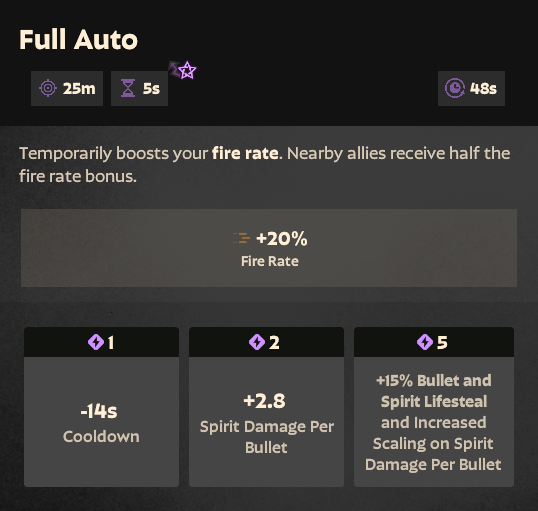 Full Auto
25m 5s 48s
Temporarily boosts your fire rate. Nearby allies receive half the
fire rate bonus.
+20%
Fire Rate
1
-14s
Cooldown
2
+2.8
Spirit Damage Per
Bullet
5
+15% Bullet and
Spirit Lifesteal
and Increased
Scaling on Spirit
Damage Per Bullet